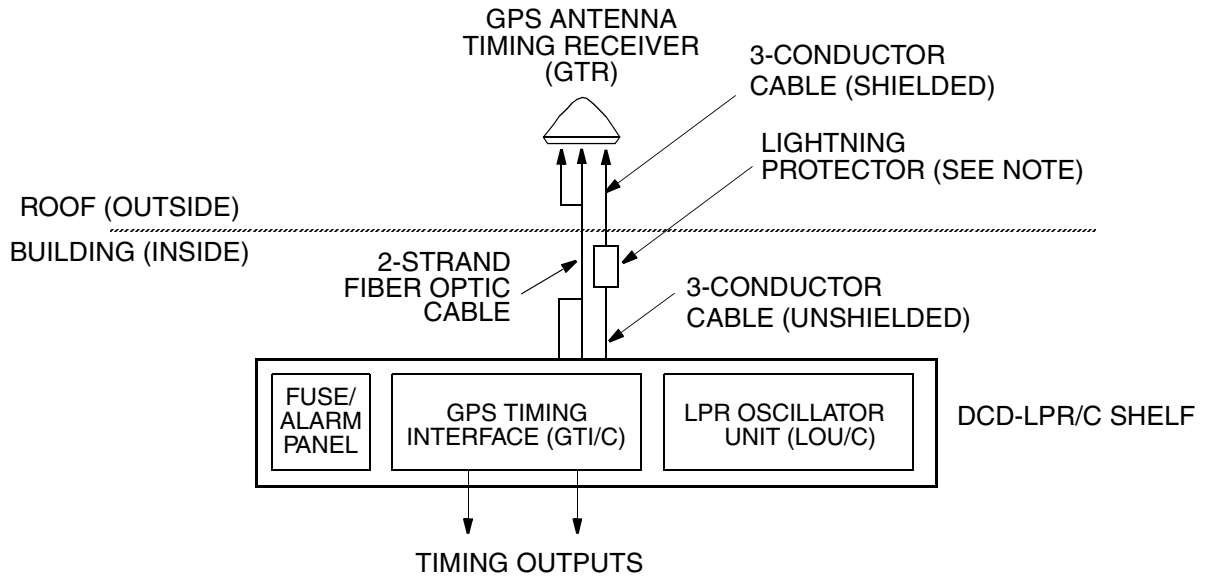 GPS ANTENNA
TIMING RECEIVER
(GTR)
3-CONDUCTOR
CABLE (SHIELDED)
LIGHTNING
PROTECTOR (SEE NOTE)
ROOF (OUTSIDE)
BUILDING (INSIDE)
2-STRAND
FIBER OPTIC
CABLE
3-CONDUCTOR
CABLE (UNSHIELDED)
FUSE/
ALARM
PANEL
GPS TIMING
INTERFACE (GTI/C)
LPR OSCILLATOR
UNIT (LOU/C)
DCD-LPR/C SHELF
TIMING OUTPUTS